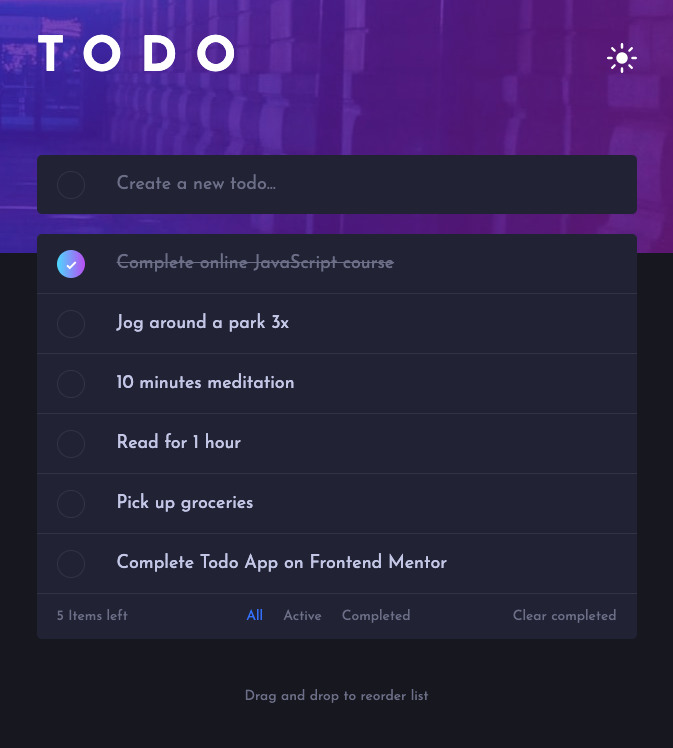 TODO
Create a new todo...
Complete online JavaScript course
Jog around a park 3x
10 minutes meditation
Read for 1 hour
Pick up groceries
Complete Todo App on Frontend Mentor
5 Items left All Active Completed Clear completed
Drag and drop to reorder list